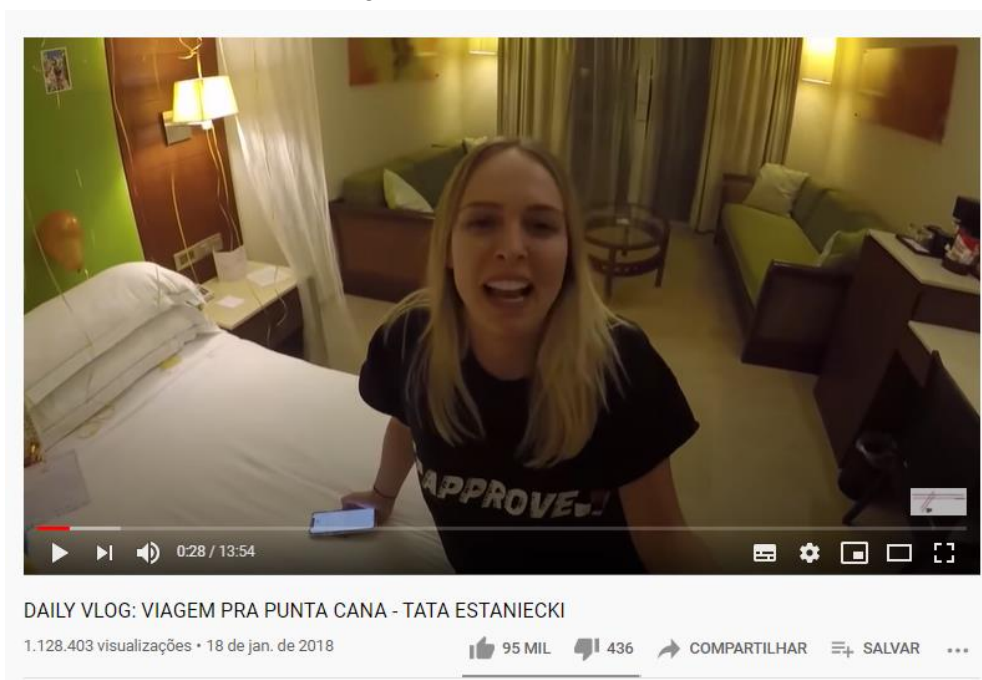 APPROVE
0:28 / 13:54
DAILY VLOG: VIAGEM PRA PUNTA CANA - TATA ESTANIECKI
1.128.403 visualizações • 18 de jan. de 2018
95 MIL 436 COMPARTILHAR SALVAR